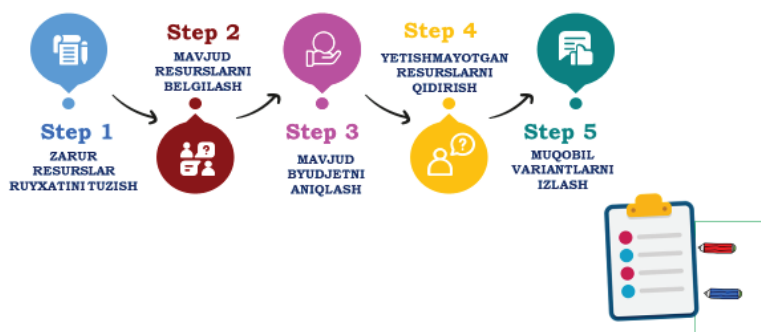 Step 1
ZARUR
RESURSLAR
RUYXATINI TUZISH
Step 2
MAVJUD
RESURSLARNI
BELGILASH
Step 3
MAVJUD
BYUDJETNI
ANIQLASH
Step 4
YETISHMAYOTGAN
RESURSLARNI
QIDIRISH
Step 5
MUQOBIL
VARIANTLARNI
IZLASH